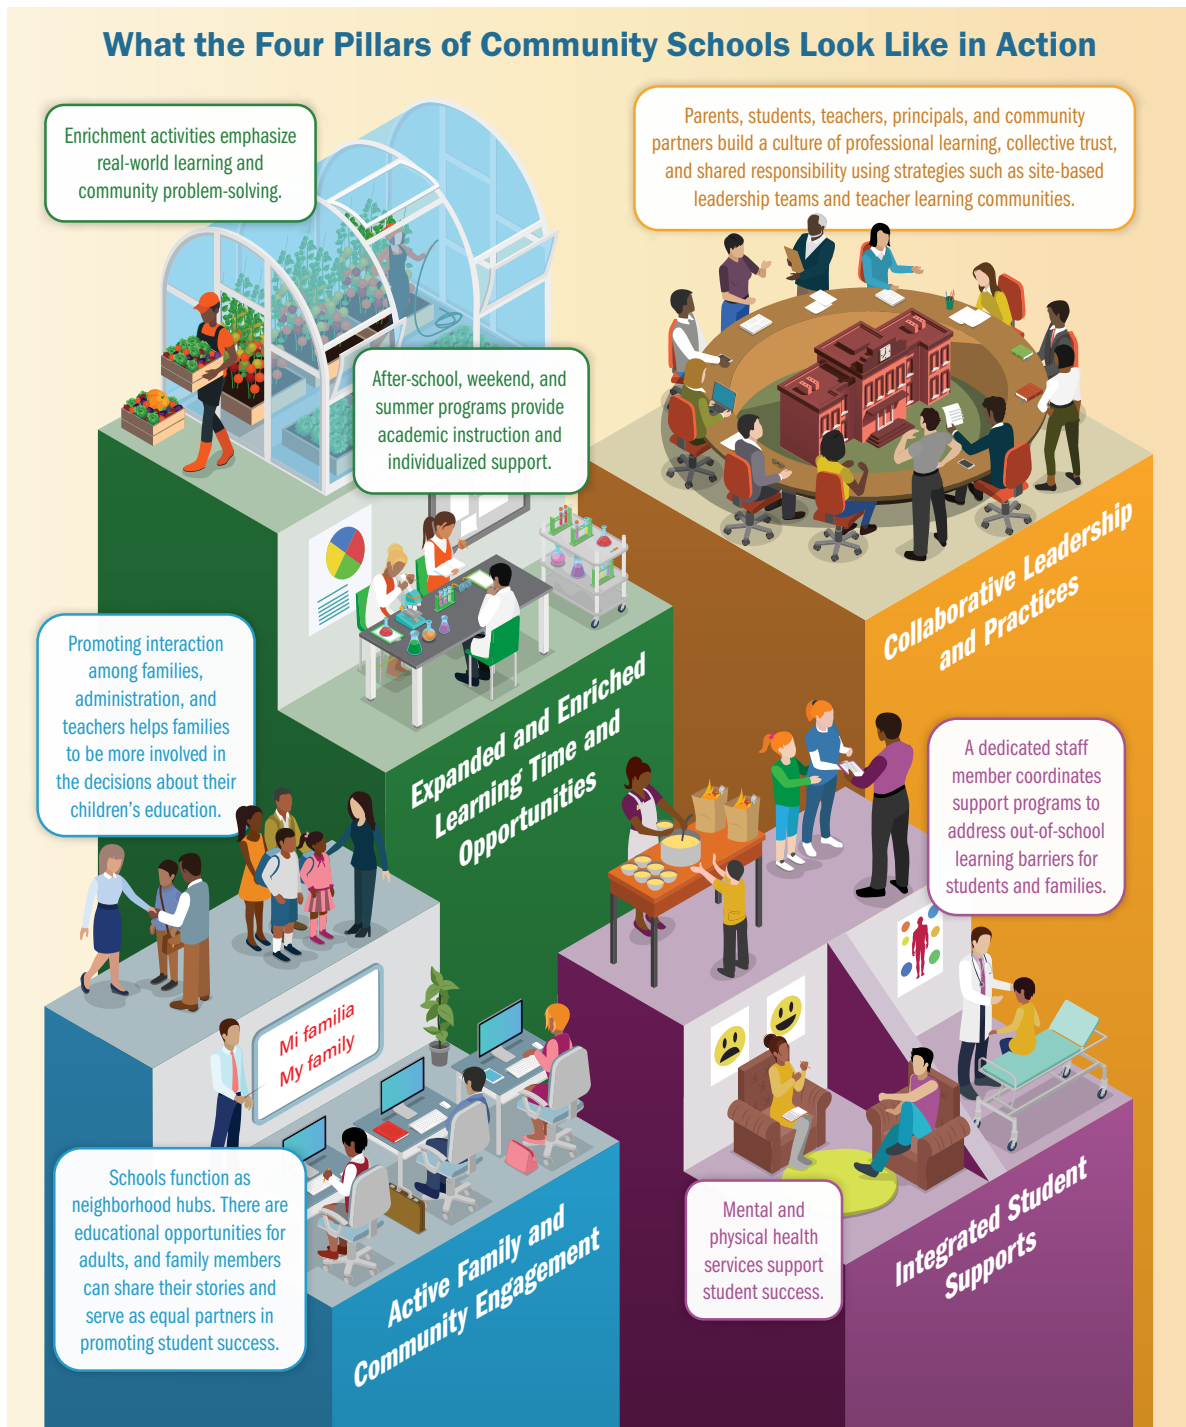 What the Four Pillars of Community Schools Look Like in Action
Enrichment activities emphasize
real-world learning and
community problem-solving.
Parents, students, teachers, principals, and community
partners build a culture of professional learning, collective trust,
and shared responsibility using strategies such as site-based
leadership teams and teacher learning communities.
After-school, weekend, and
summer programs provide
academic instruction and
individualized support.
Collaborative Leadership
and Practices
Expanded and Enriched
Learning Time and
Opportunities
Promoting interaction
among families,
administration, and
teachers helps families
to be more involved in
the decisions about their
children's education.
A dedicated staff
member coordinates
support programs to
address out-of-school
learning barriers for
students and families.
Mi familia
My family
Schools function as
neighborhood hubs. There are
educational opportunities for
adults, and family members
can share their stories and
serve as equal partners in
promoting student success.
Active Family and
Community Engagement
Mental and
physical health
services support
student success.
Integrated Student
Supports